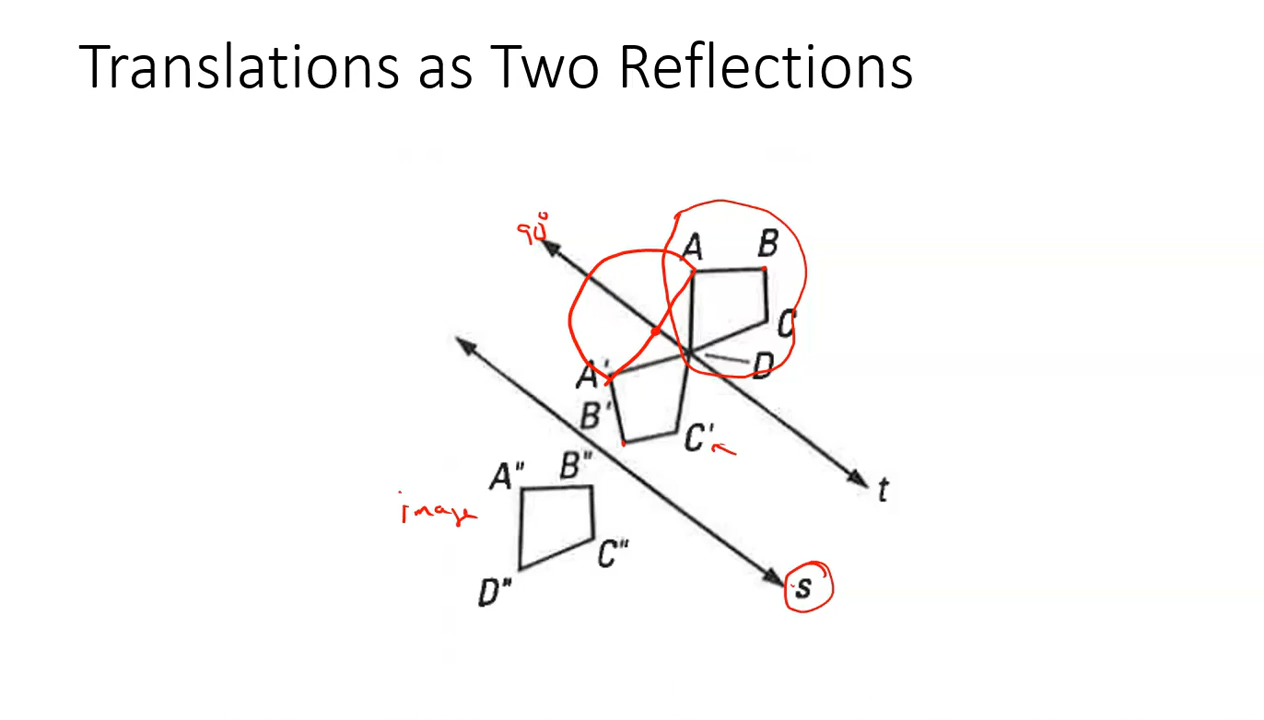 Translations as Two Reflections
90°
A
B
C
D
A'
B'
C'
t
A"
B"
image
C"
D"
s